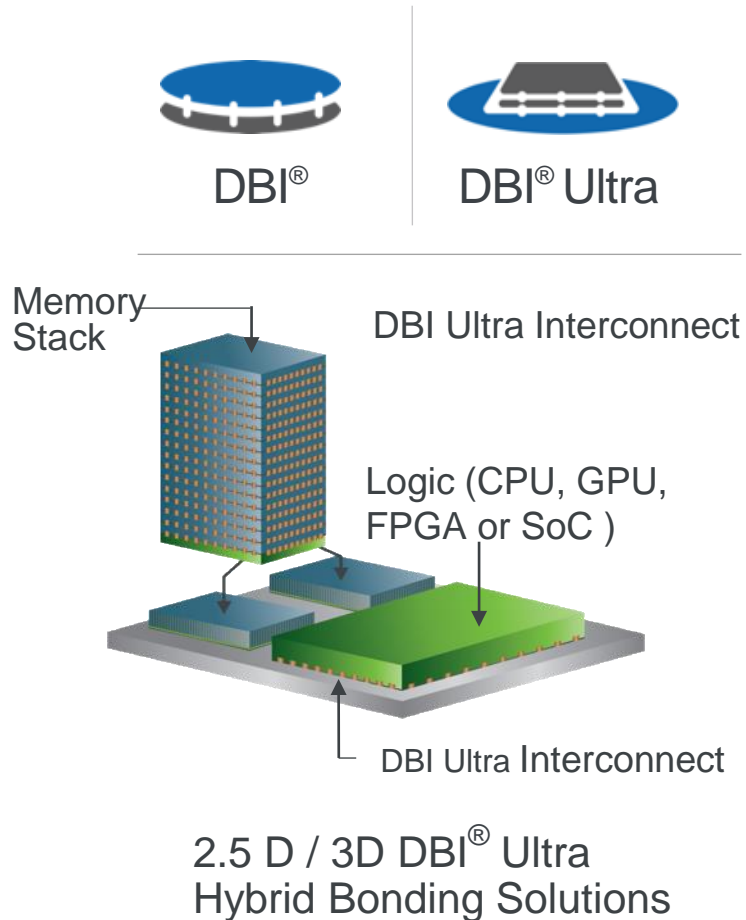 DBI®
DBI® Ultra
Memory
Stack
DBI Ultra Interconnect
Logic (CPU, GPU,
FPGA or SoC )
DBI Ultra Interconnect
2.5 D / 3D DBI® Ultra
Hybrid Bonding Solutions